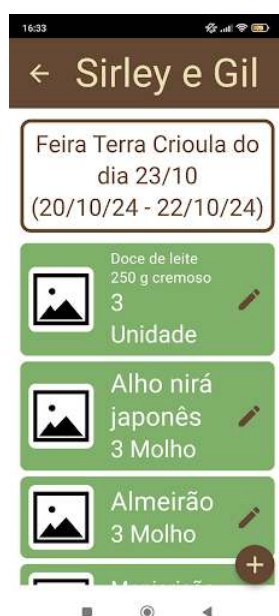 16:33
Sirley e Gil
Feira Terra Crioula do
dia 23/10
(20/10/24 - 22/10/24)
Doce de leite
250 g cremoso
3
Unidade
Alho nirá
japonês
3 Molho
Almeirão
3 Molho